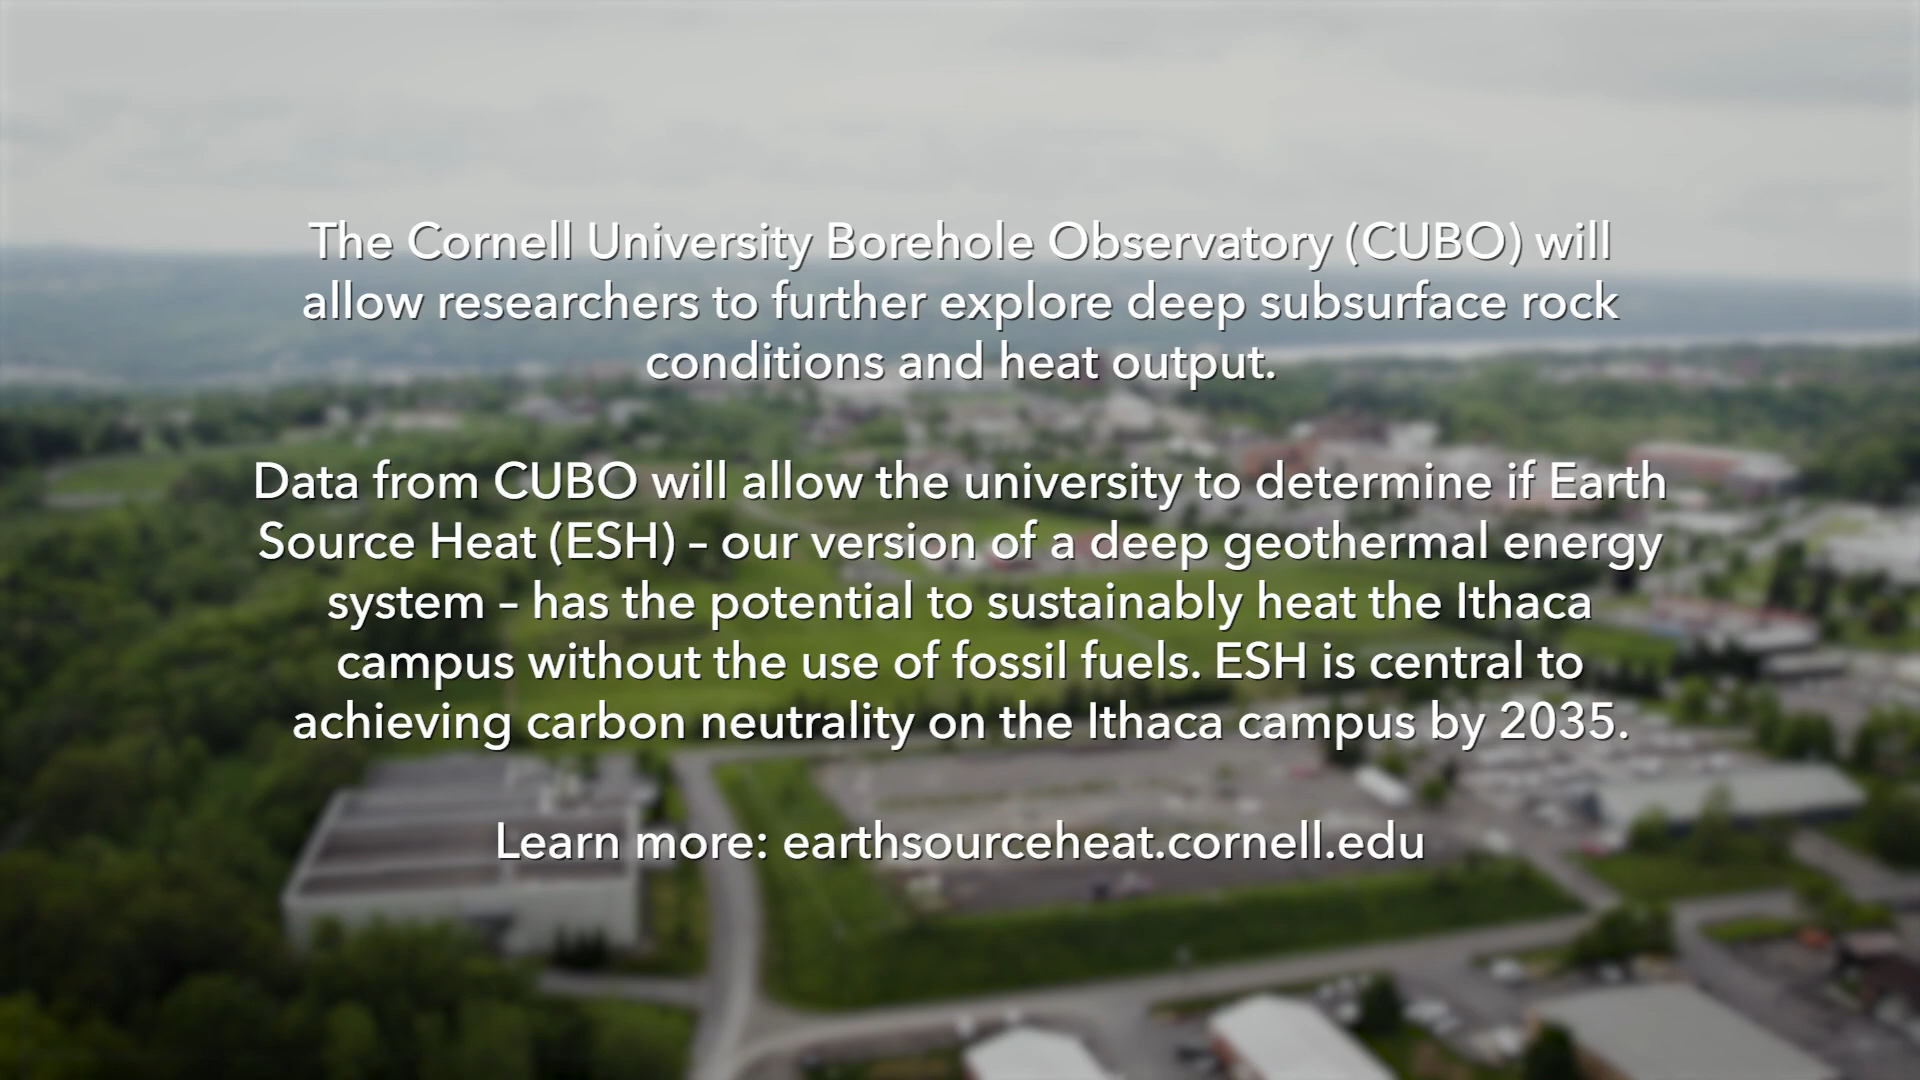 The Cornell University Borehole Observatory (CUBO) will
allow researchers to further explore deep subsurface rock
conditions and heat output.
Data from CUBO will allow the university to determine if Earth
Source Heat (ESH) – our version of a deep geothermal energy
system – has the potential to sustainably heat the Ithaca
campus without the use of fossil fuels. ESH is central to
achieving carbon neutrality on the Ithaca campus by 2035.
Learn more: earthsourceheat.cornell.edu